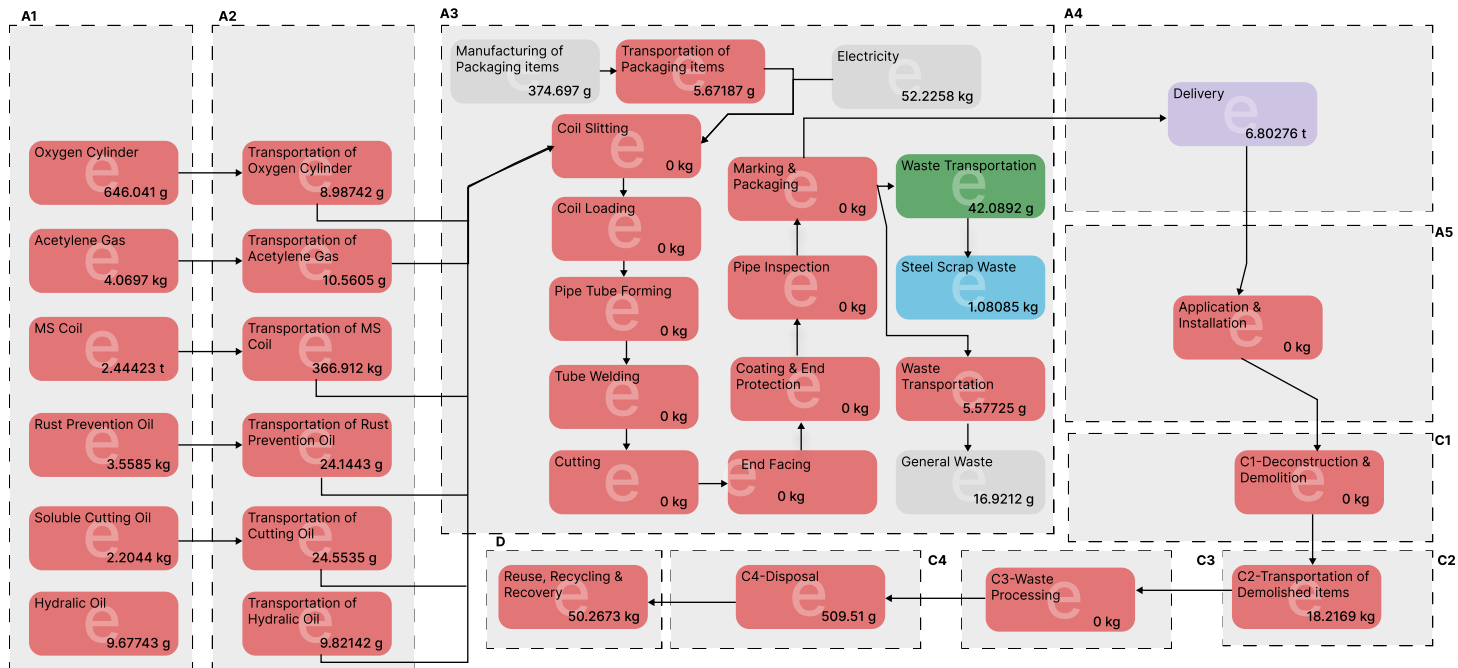 A1
A2
A3
A4
Oxygen Cylinder
646.041 g
Acetylene Gas
4.0697 kg
MS Coil
2.44423 t
Rust Prevention Oil
3.5585 kg
Soluble Cutting Oil
2.2044 kg
Hydralic Oil
9.67743 g
Transportation of
Oxygen Cylinder
8.98742 g
Transportation of
Acetylene Gas
10.5605 g
Transportation of MS
Coil
366.912 kg
Transportation of Rust
Prevention Oil
24.1443 g
Transportation of
Cutting Oil
24.5535 g
Transportation of
Hydralic Oil
9.82142 g
Manufacturing of
Packaging items
374.697 g
Transportation of
Packaging items
5.67187 g
Electricity
52.2258 kg
Coil Slitting
0 kg
Coil Loading
0 kg
Pipe Tube Forming
0 kg
Tube Welding
0 kg
Cutting
0 kg
End Facing
0 kg
Coating & End
Protection
0 kg
Pipe Inspection
0 kg
Marking &
Packaging
0 kg
Waste Transportation
42.0892 g
Steel Scrap Waste
1.08085 kg
Waste
Transportation
5.57725 g
General Waste
16.9212 g
Delivery
6.80276 t
A5
Application &
Installation
0 kg
C1
C1-Deconstruction &
Demolition
0 kg
C2
C2-Transportation of
Demolished items
18.2169 kg
C3
C3-Waste
Processing
0 kg
C4
C4-Disposal
509.51 g
D
Reuse, Recycling &
Recovery
50.2673 kg